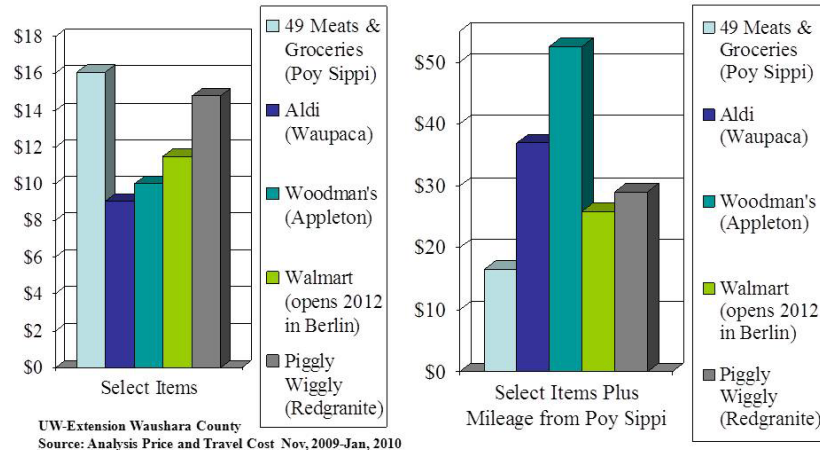 $18
$16
$14
$12
$10
$8
$6
$4
$2
$0
Select Items
49 Meats &
Groceries
(Poy Sippi)
Aldi
(Waupaca)
Woodman's
(Appleton)
Walmart
(opens 2012
in Berlin)
Piggly
Wiggly
(Redgranite)
$50
$40
$30
$20
$10
$0
Select Items Plus
Mileage from Poy Sippi
49 Meats &
Groceries
(Poy Sippi)
Aldi
(Waupaca)
Woodman's
(Appleton)
Walmart
(opens 2012
in Berlin)
Piggly
Wiggly
(Redgranite)
UW-Extension Waushara County
Source: Analysis Price and Travel Cost Nov, 2009-Jan, 2010